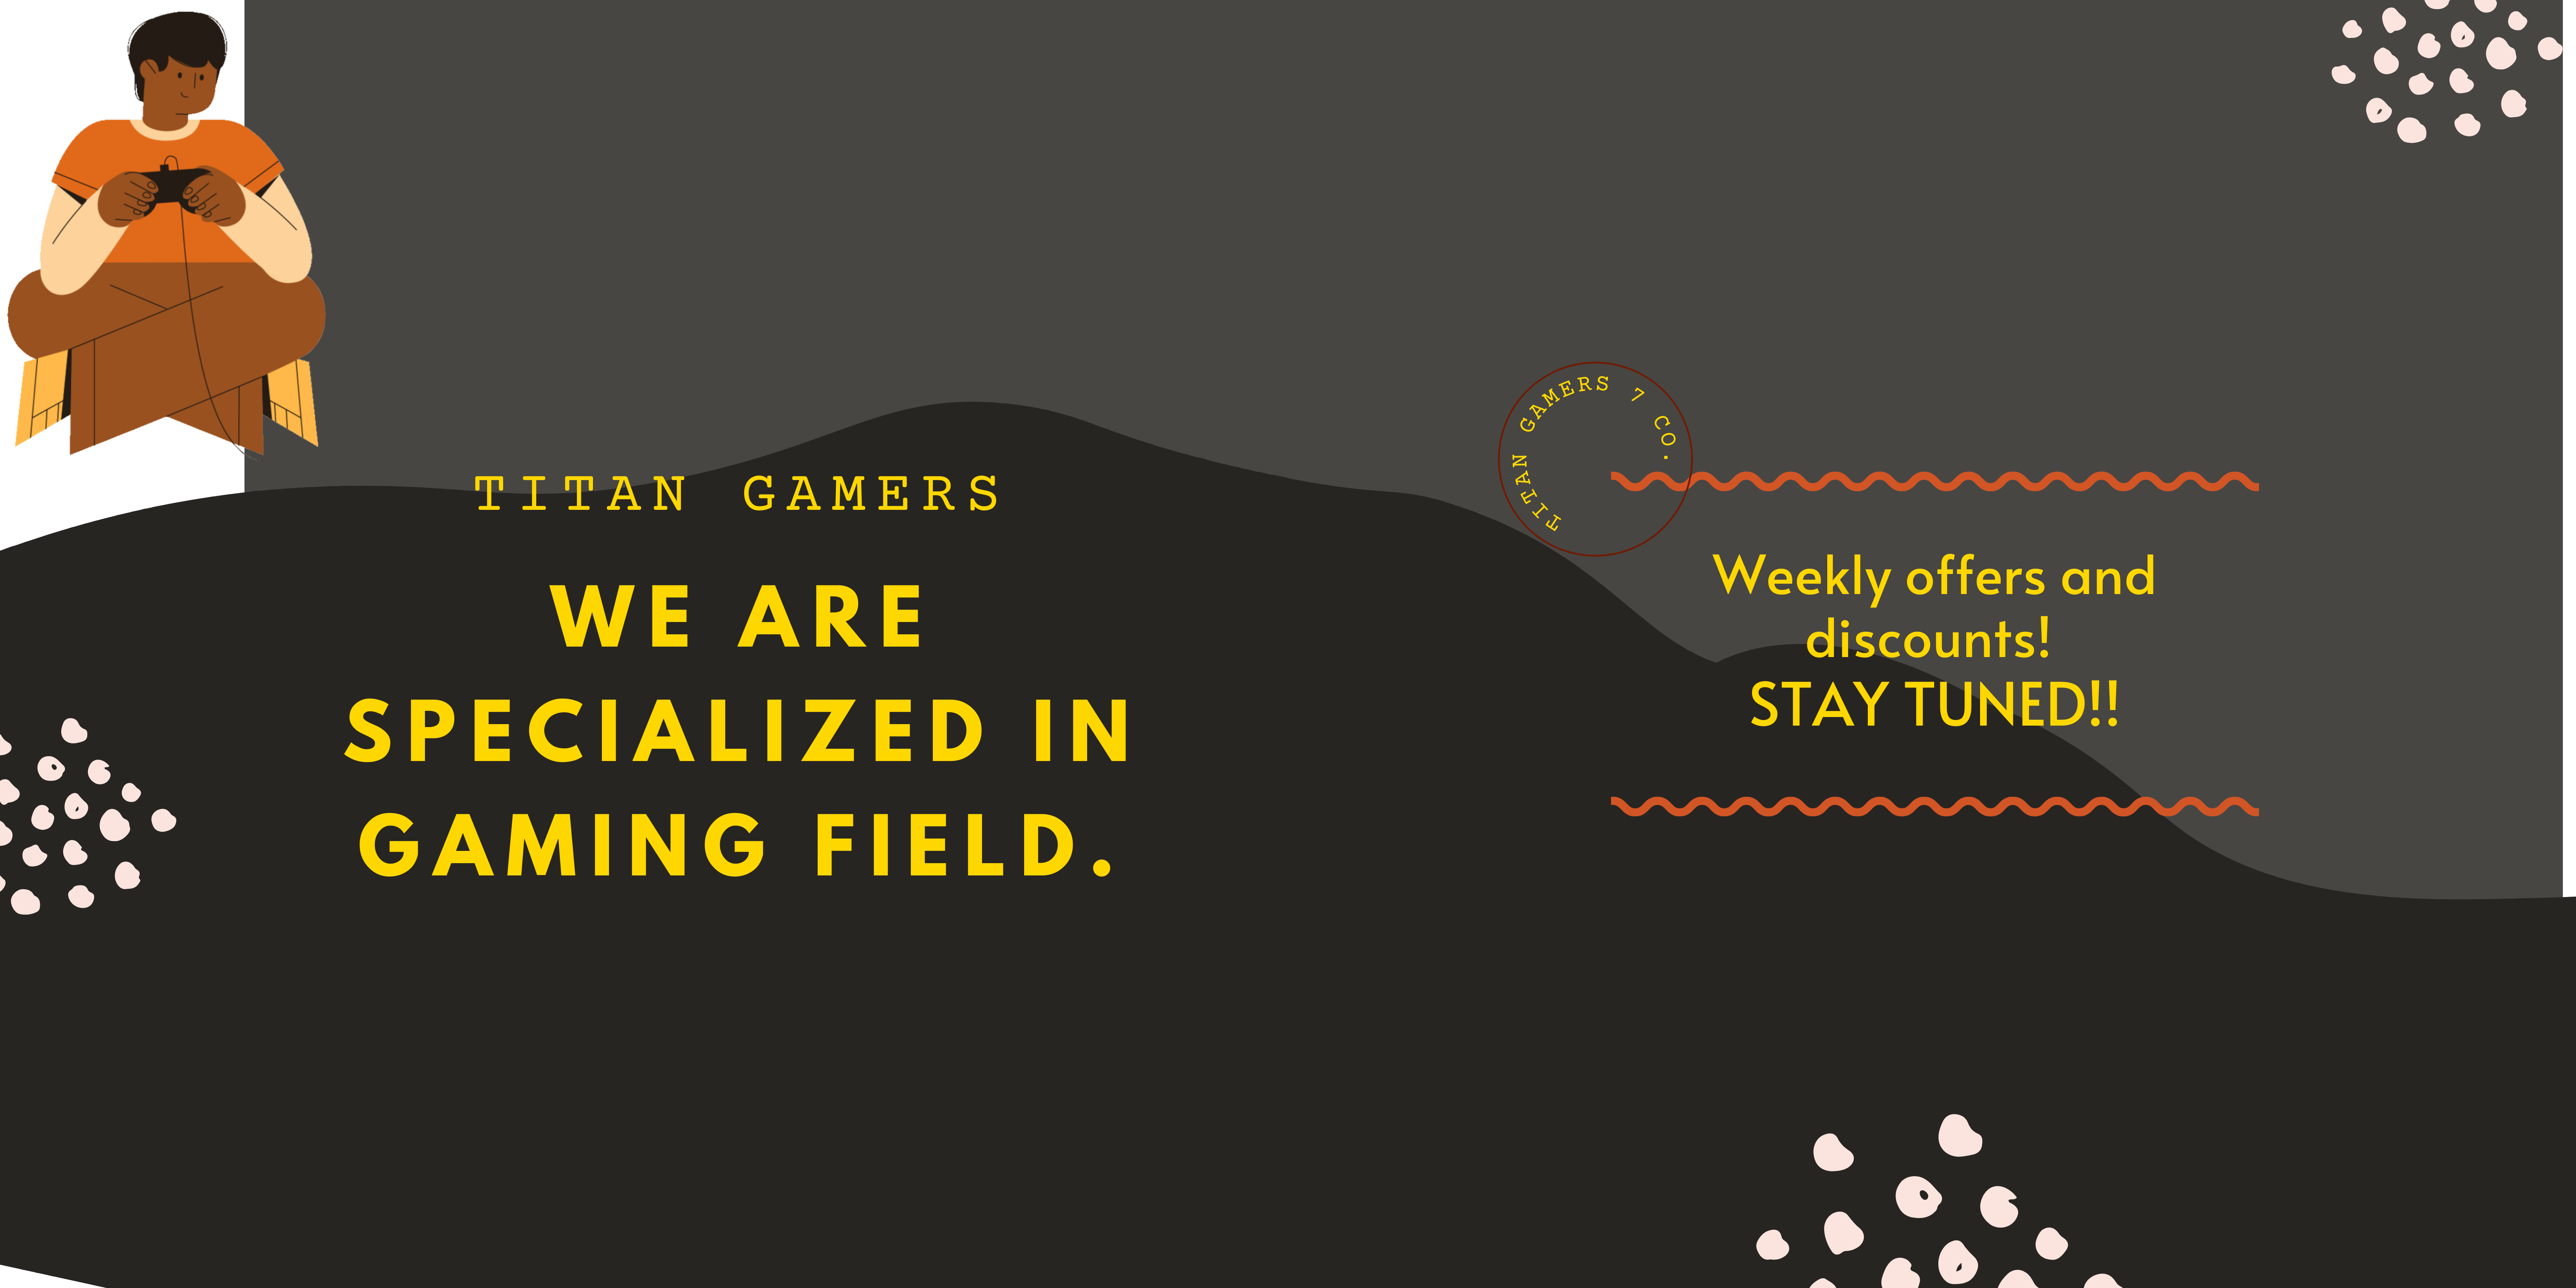 TITAN GAMERS
WE ARE
SPECIALIZED IN
GAMING FIELD.
TITAN GAMERS 7 CO.
Weekly offers and
discounts!
STAY TUNED!!